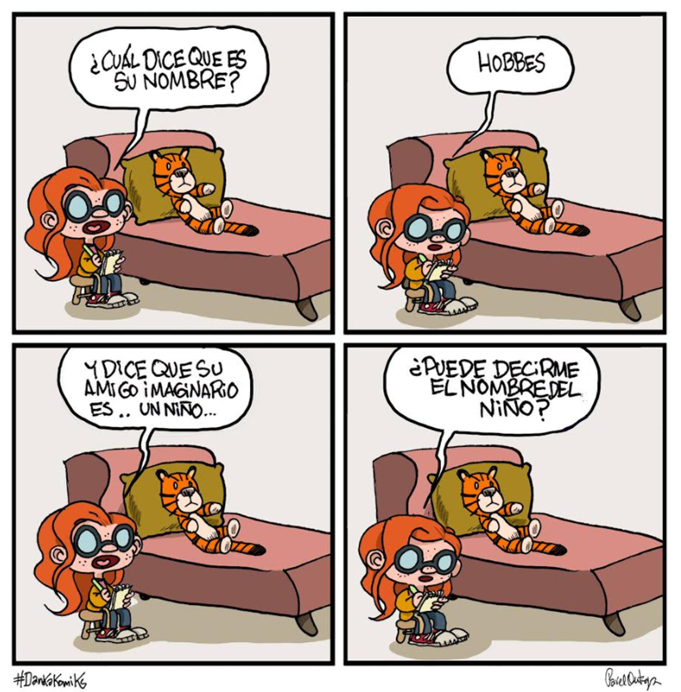 ¿CUÁL DICE QUE ES
SU NOMBRE?
HOBBES
Y DICE QUE SU
AMIGO IMAGINARIO
ES.. UN NIÑO...
¿PUEDE DECIRME
EL NOMBRE DEL
NIÑO?
#DankoKomiks